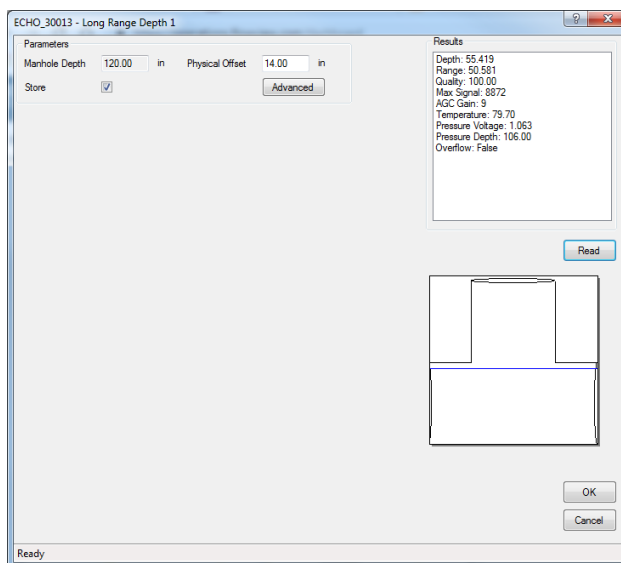 ECHO_30013 - Long Range Depth 1
Parameters
Manhole Depth 120.00 in Physical Offset 14.00 in
Store Advanced
Results
Depth: 55.419
Range: 50.581
Quality: 100.00
Max Signal: 8872
AGC Gain: 9
Temperature: 79.70
Pressure Voltage: 1.063
Pressure Depth: 106.00
Overflow: False
Read
OK
Cancel
Ready